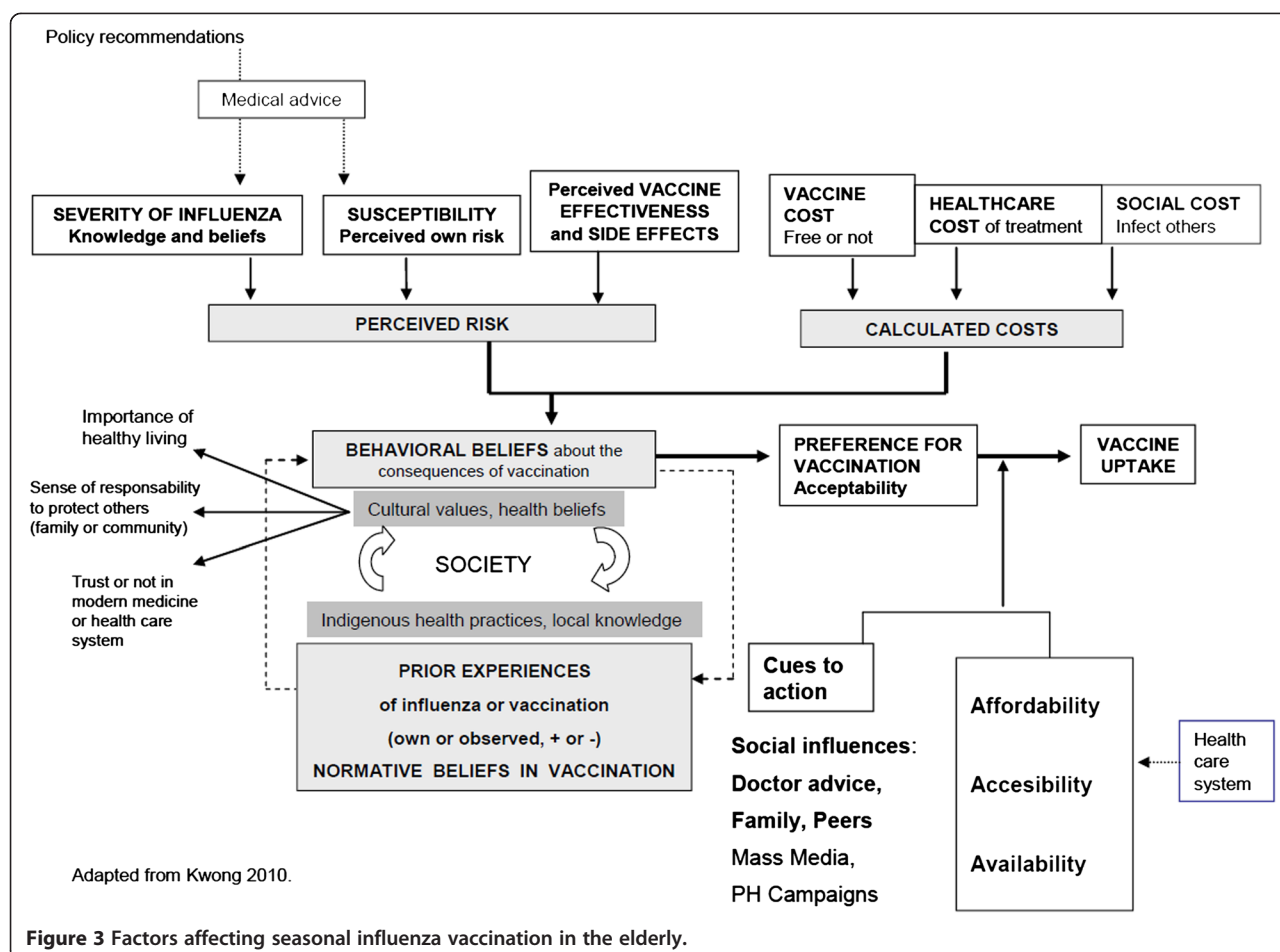 Policy recommendations
Medical advice
SEVERITY OF INFLUENZA
Knowledge and beliefs
SUSCEPTIBILITY
Perceived own risk
Perceived VACCINE
EFFECTIVENESS
and SIDE EFFECTS
VACCINE
COST
Free or not
HEALTHCARE
COST of treatment
SOCIAL COST
Infect others
PERCEIVED RISK
CALCULATED COSTS
Importance of
healthy living
Sense of responsability
to protect others
(family or community)
Trust or not in
modern medicine
or health care
system
BEHAVIORAL BELIEFS about the
consequences of vaccination
Cultural values, health beliefs
SOCIETY
Indigenous health practices, local knowledge
PRIOR EXPERIENCES
of influenza or vaccination
(own or observed, + or -)
NORMATIVE BELIEFS IN VACCINATION
PREFERENCE FOR
VACCINATION
Acceptability
VACCINE
UPTAKE
Cues to
action
Social influences:
Doctor advice,
Family, Peers
Mass Media,
PH Campaigns
Affordability
Accesibility
Availability
Health
care
system
Adapted from Kwong 2010.
Figure 3 Factors affecting seasonal influenza vaccination in the elderly.